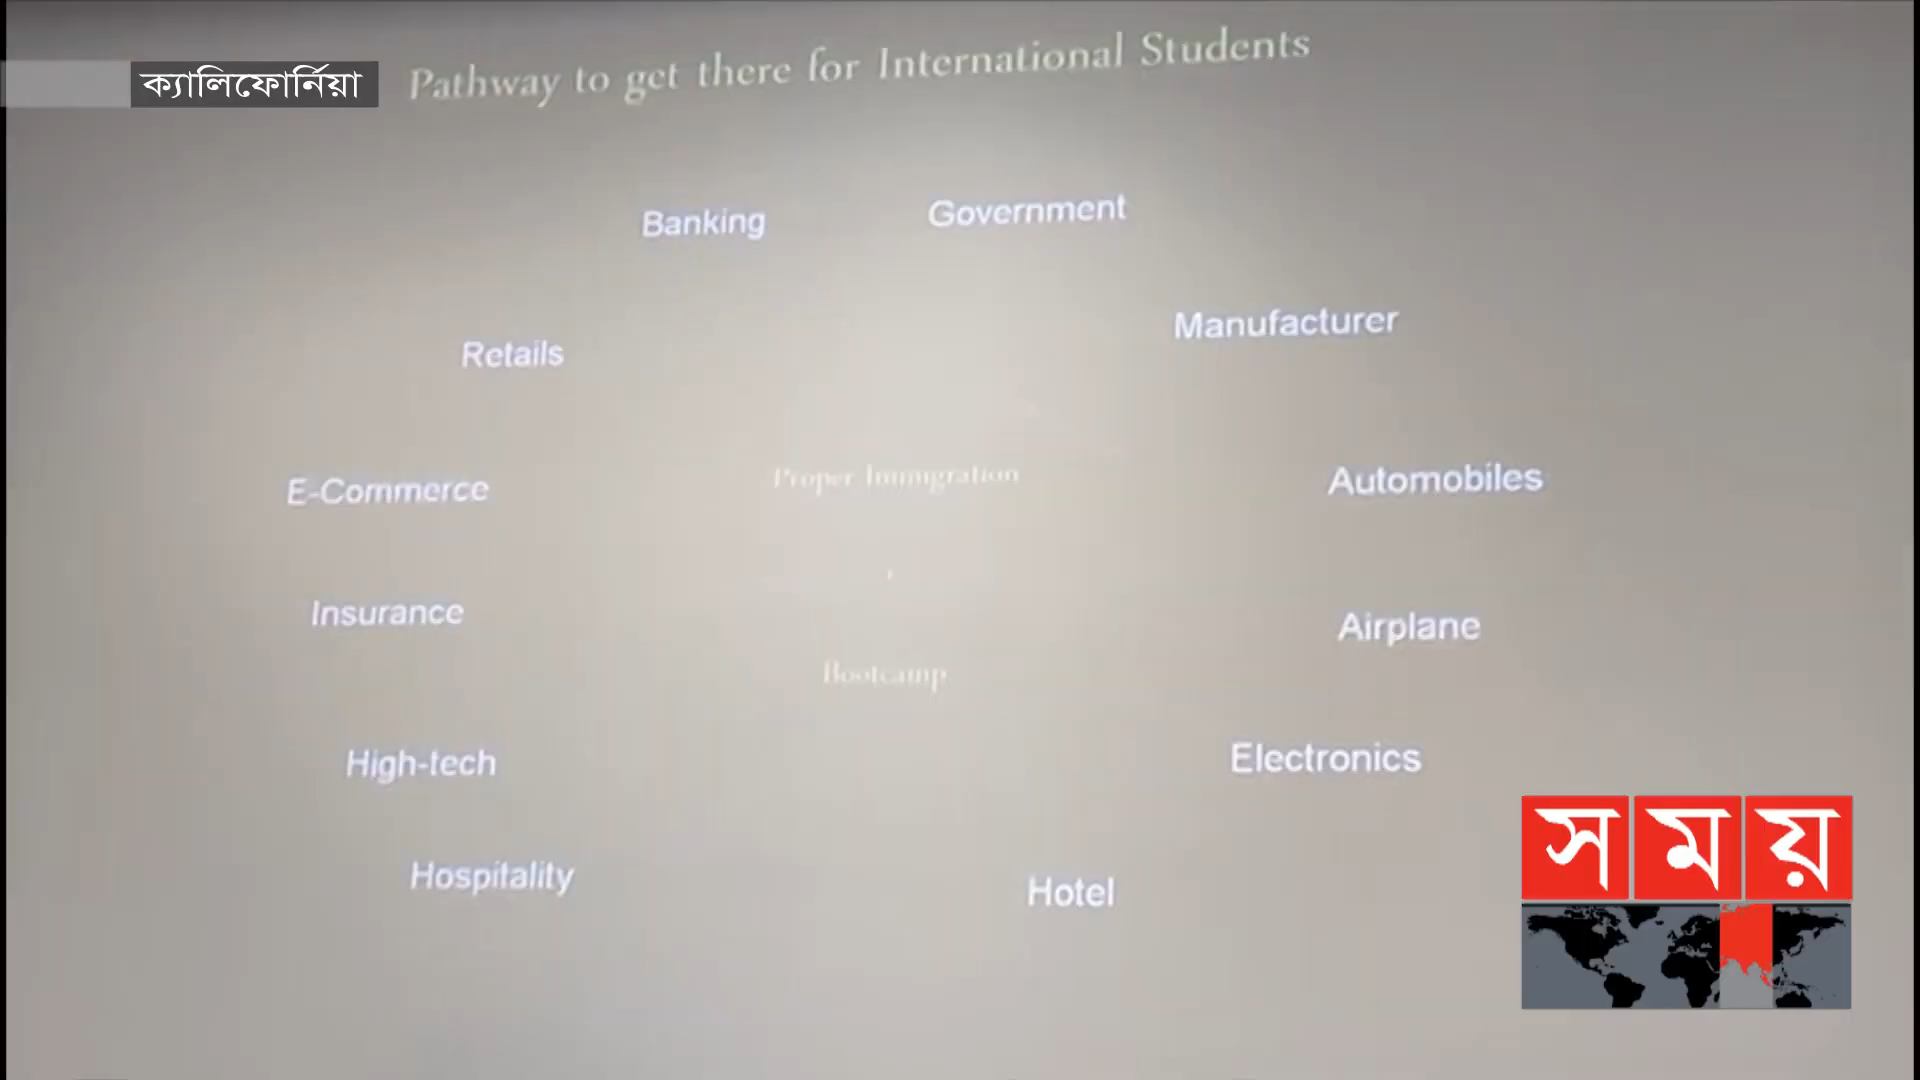 ক্যালিফোর্নিয়া
Pathway to get there for International Students
Banking
Government
Retails
Manufacturer
E-Commerce
Proper Immigration
Automobiles
Insurance
Airplane
Bootcamp
High-tech
Electronics
Hospitality
Hotel
সময়